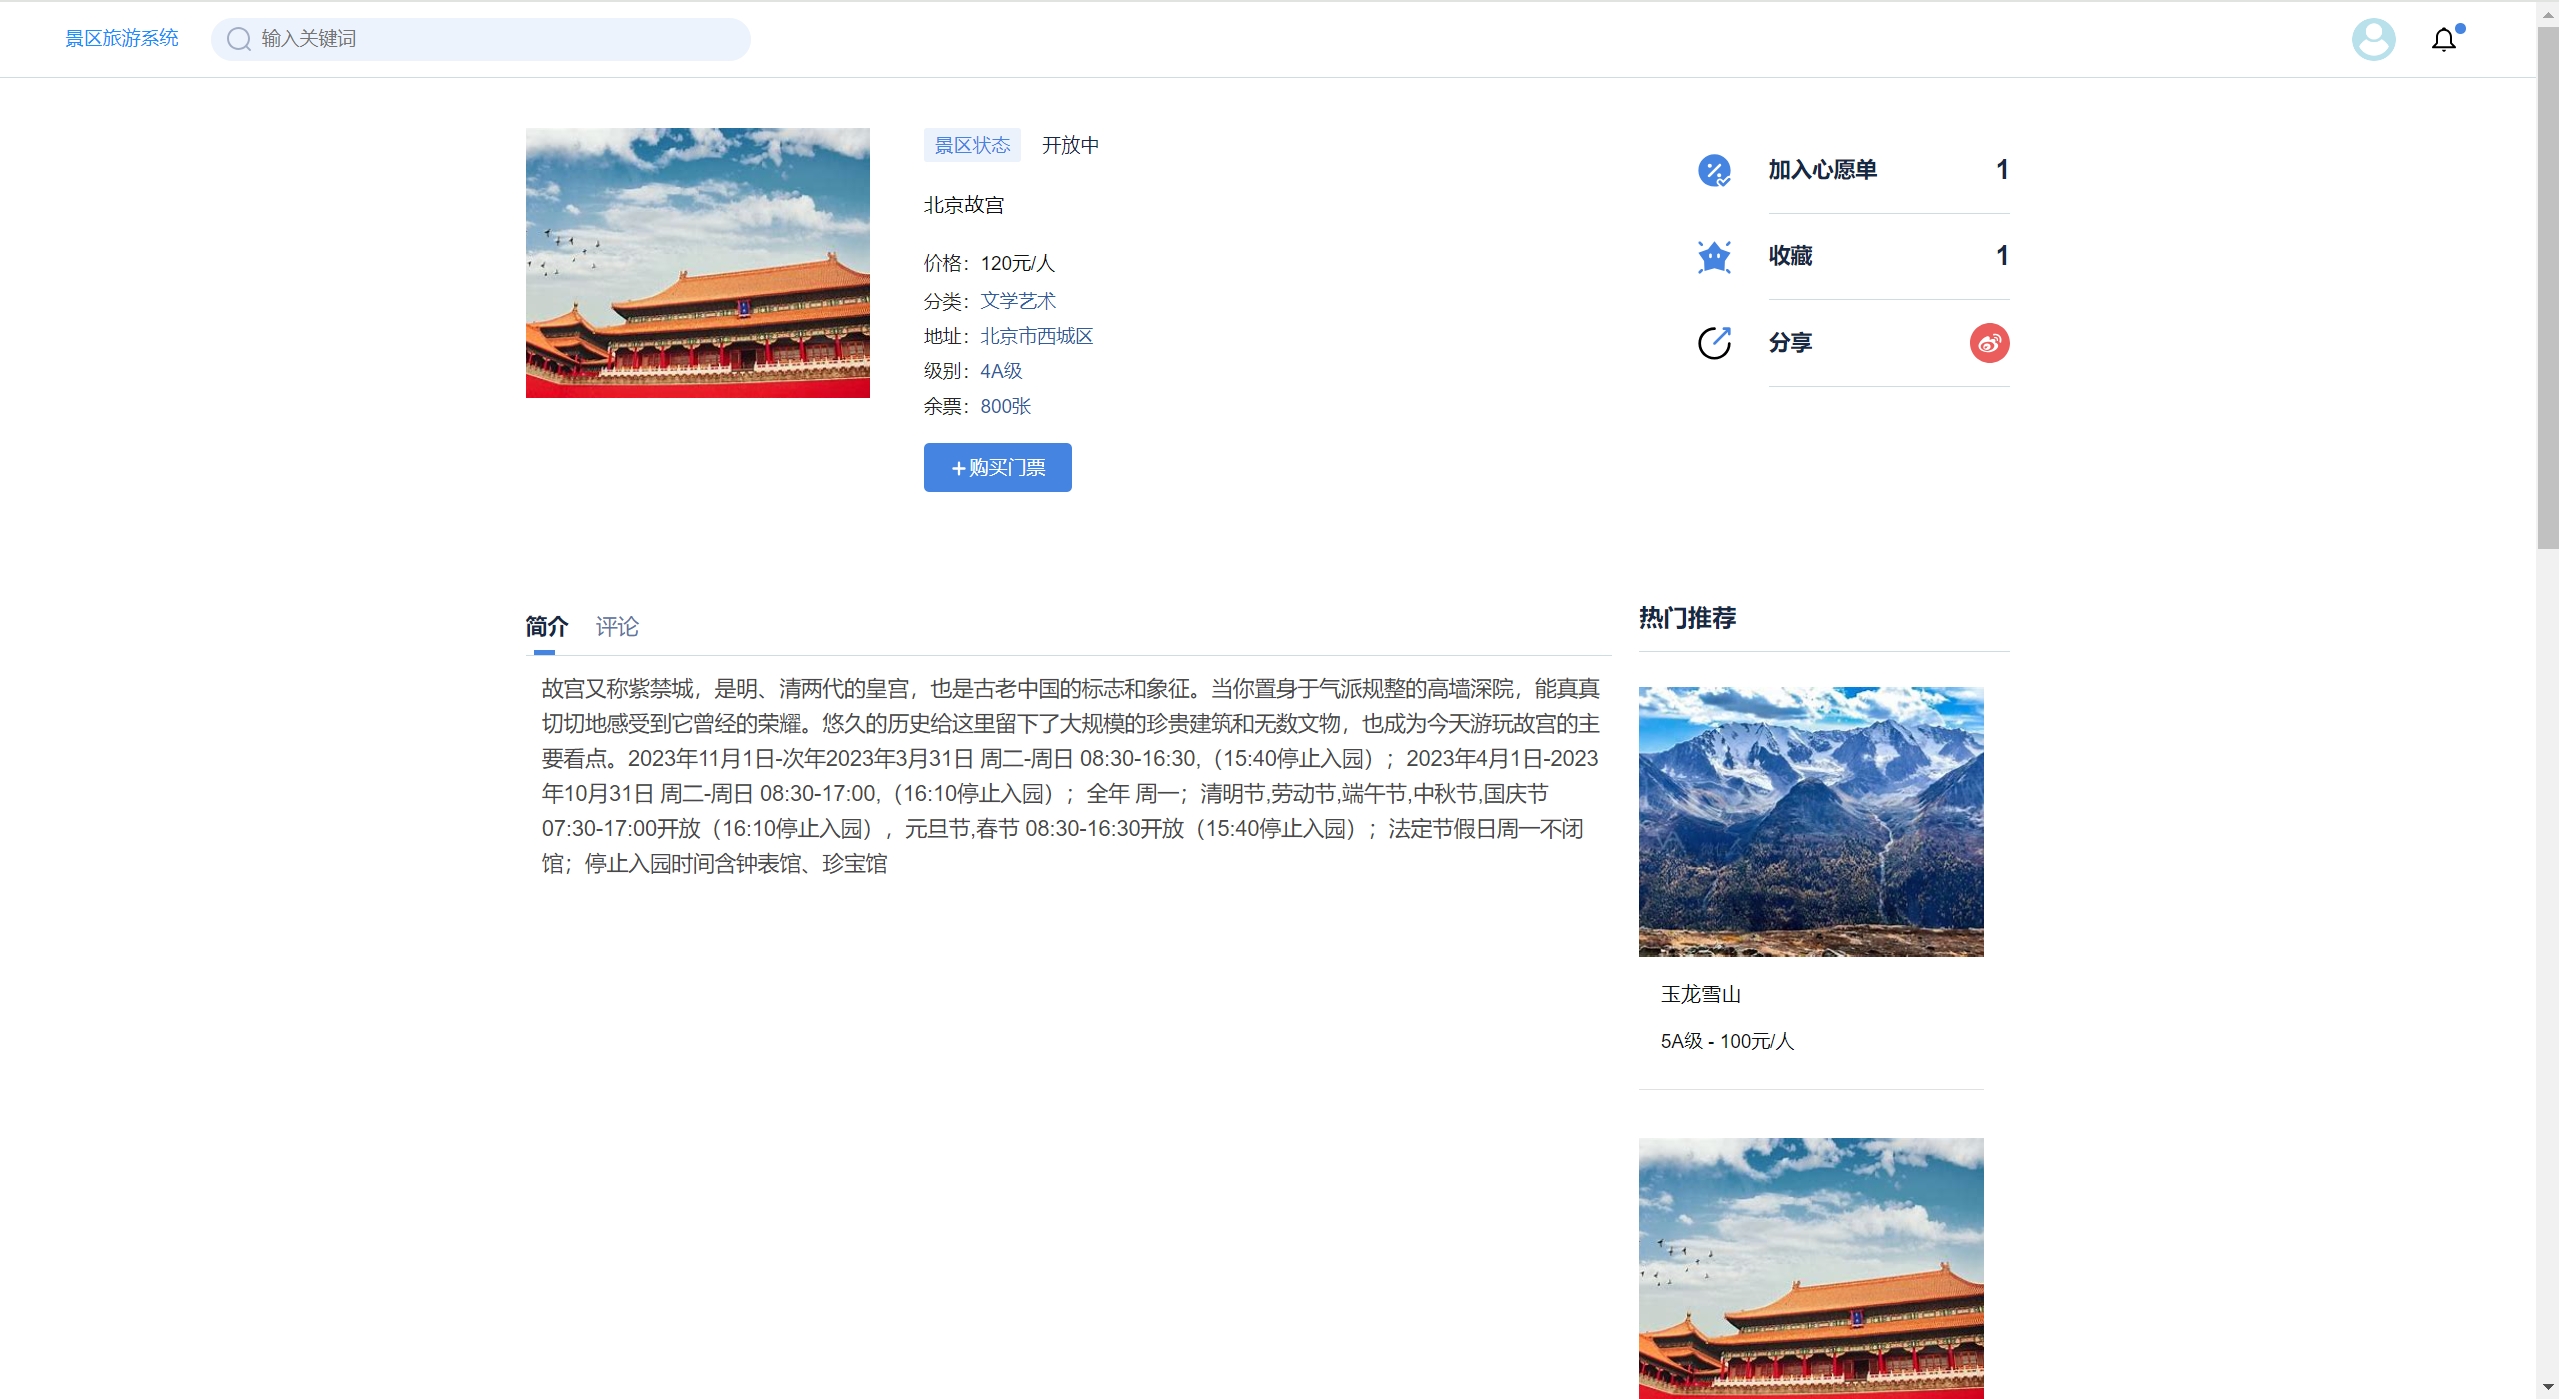 景区旅游系统
输入关键词
景区状态 开放中
北京故宫
价格：120元/人
分类：文学艺术
地址：北京市西城区
级别：4A级
余票：800张
+购买门票
加入心愿单 1
收藏 1
分享
简介 评论
故宫又称紫禁城，是明、清两代的皇宫，也是古老中国的标志和象征。当你置身于气派规整的高墙深院，能真真
切切地感受到它曾经的荣耀。悠久的历史给这里留下了大规模的珍贵建筑和无数文物，也成为今天游玩故宫的主
要看点。2023年11月1日-次年2023年3月31日 周二-周日 08:30-16:30,（15:40停止入园）；2023年4月1日-2023
年10月31日 周二-周日 08:30-17:00,（16:10停止入园）；全年 周一；清明节,劳动节,端午节,中秋节,国庆节
07:30-17:00开放（16:10停止入园），元旦节,春节 08:30-16:30开放（15:40停止入园）；法定节假日周一不闭
馆；停止入园时间含钟表馆、珍宝馆
热门推荐
玉龙雪山
5A级 - 100元/人